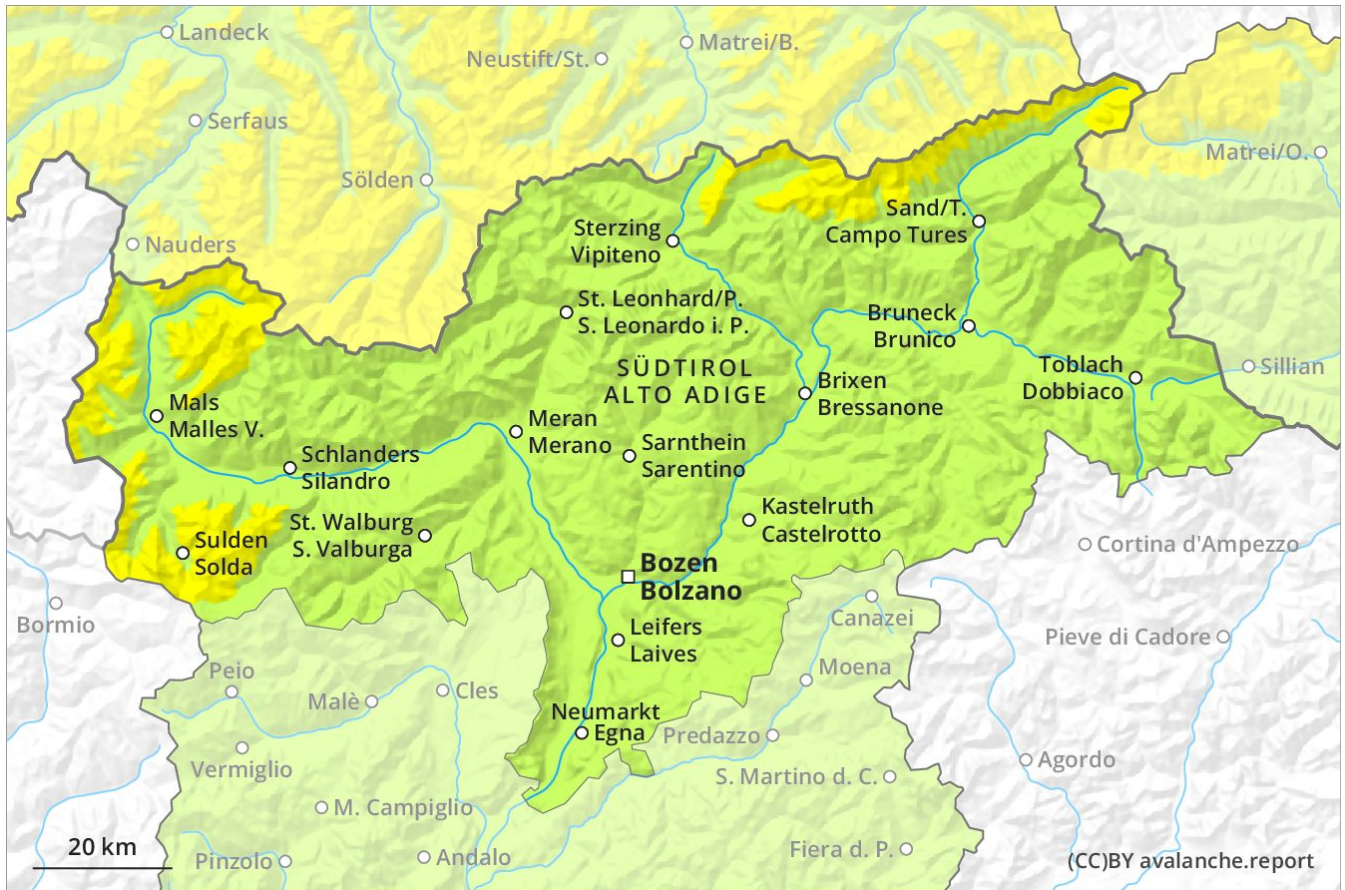 Landeck
Matrei/B.
Neustift/St.
Serfaus
Matrei/O.
Sölden
Sand/T.
Campo Tures
Sterzing
Vipiteno
Nauders
St. Leonhard/P.
S. Leonardo i. P.
Bruneck
Brunico
SÜDTIROL
ALTO ADIGE
Toblach
Dobbiaco
Sillian
Brixen
Bressanone
Mals
Malles V.
Meran
Merano
Sarnthein
Sarentino
Schlanders
Silandro
Kastelruth
Castelrotto
St. Walburg
S. Valburga
Sulden
Solda
Cortina d'Ampezzo
Bozen
Bolzano
Bormio
Canazei
Leifers
Laives
Pieve di Cadore
Peio
Moena
Malè
Cles
Neumarkt
Egna
Predazzo
Vermiglio
Agordo
S. Martino d. C.
M. Campiglio
20 km
Pinzolo
Andalo
Fiera d. P.
(CC)BY avalanche.report